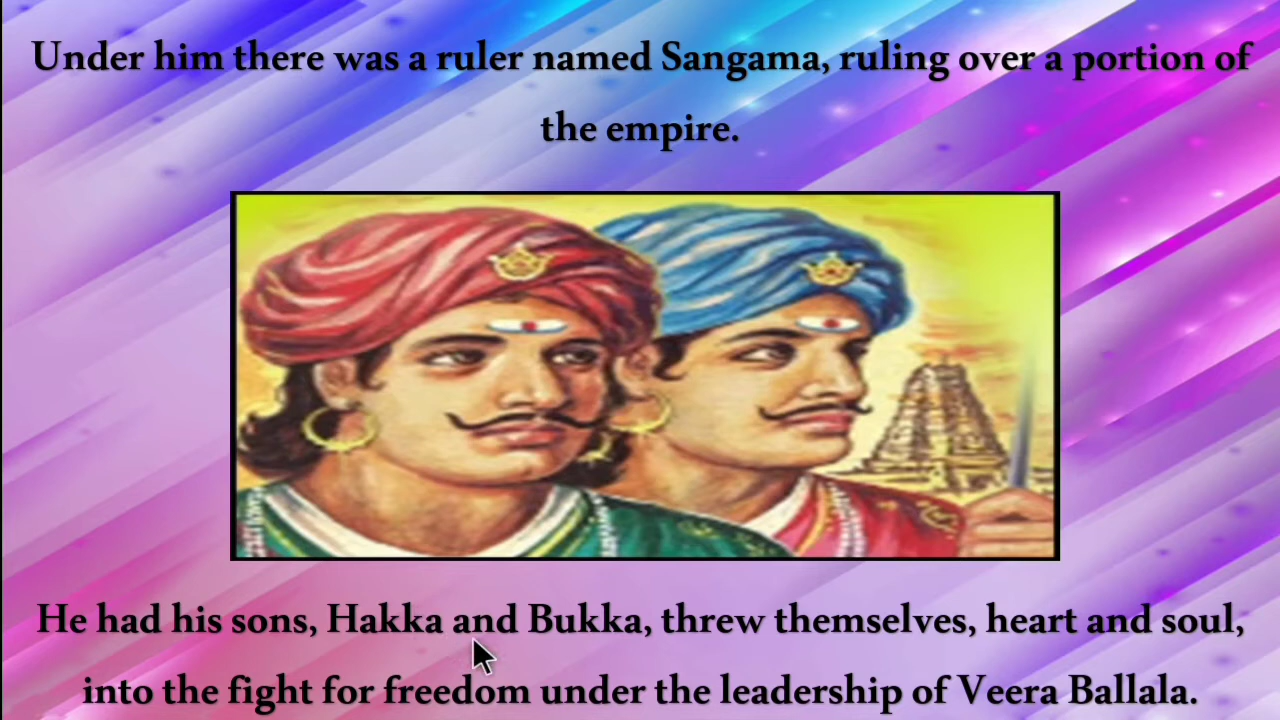 Under him there was a ruler named Sangama, ruling over a portion of
the empire.
He had his sons, Hakka and Bukka, threw themselves, heart and soul,
into the fight for freedom under the leadership of Veera Ballala.